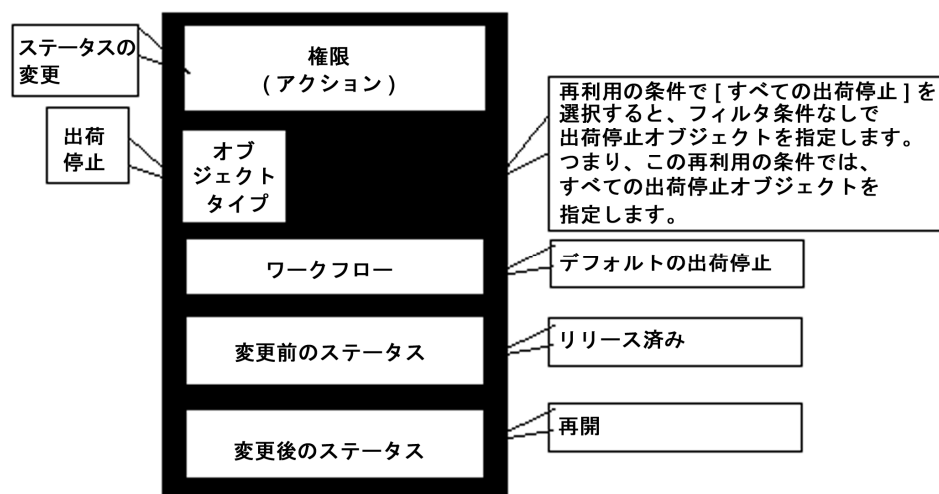 ステータスの
変更
権限
( アクション )
出荷
停止
オブ
ジェクト
タイプ
再利用の条件で [ すべての出荷停止 ] を
選択すると、フィルタ条件なしで
出荷停止オブジェクトを指定します。
つまり、この再利用の条件では、
すべての出荷停止オブジェクトを
指定します。
ワークフロー
デフォルトの出荷停止
変更前のステータス
リリース済み
変更後のステータス
再開